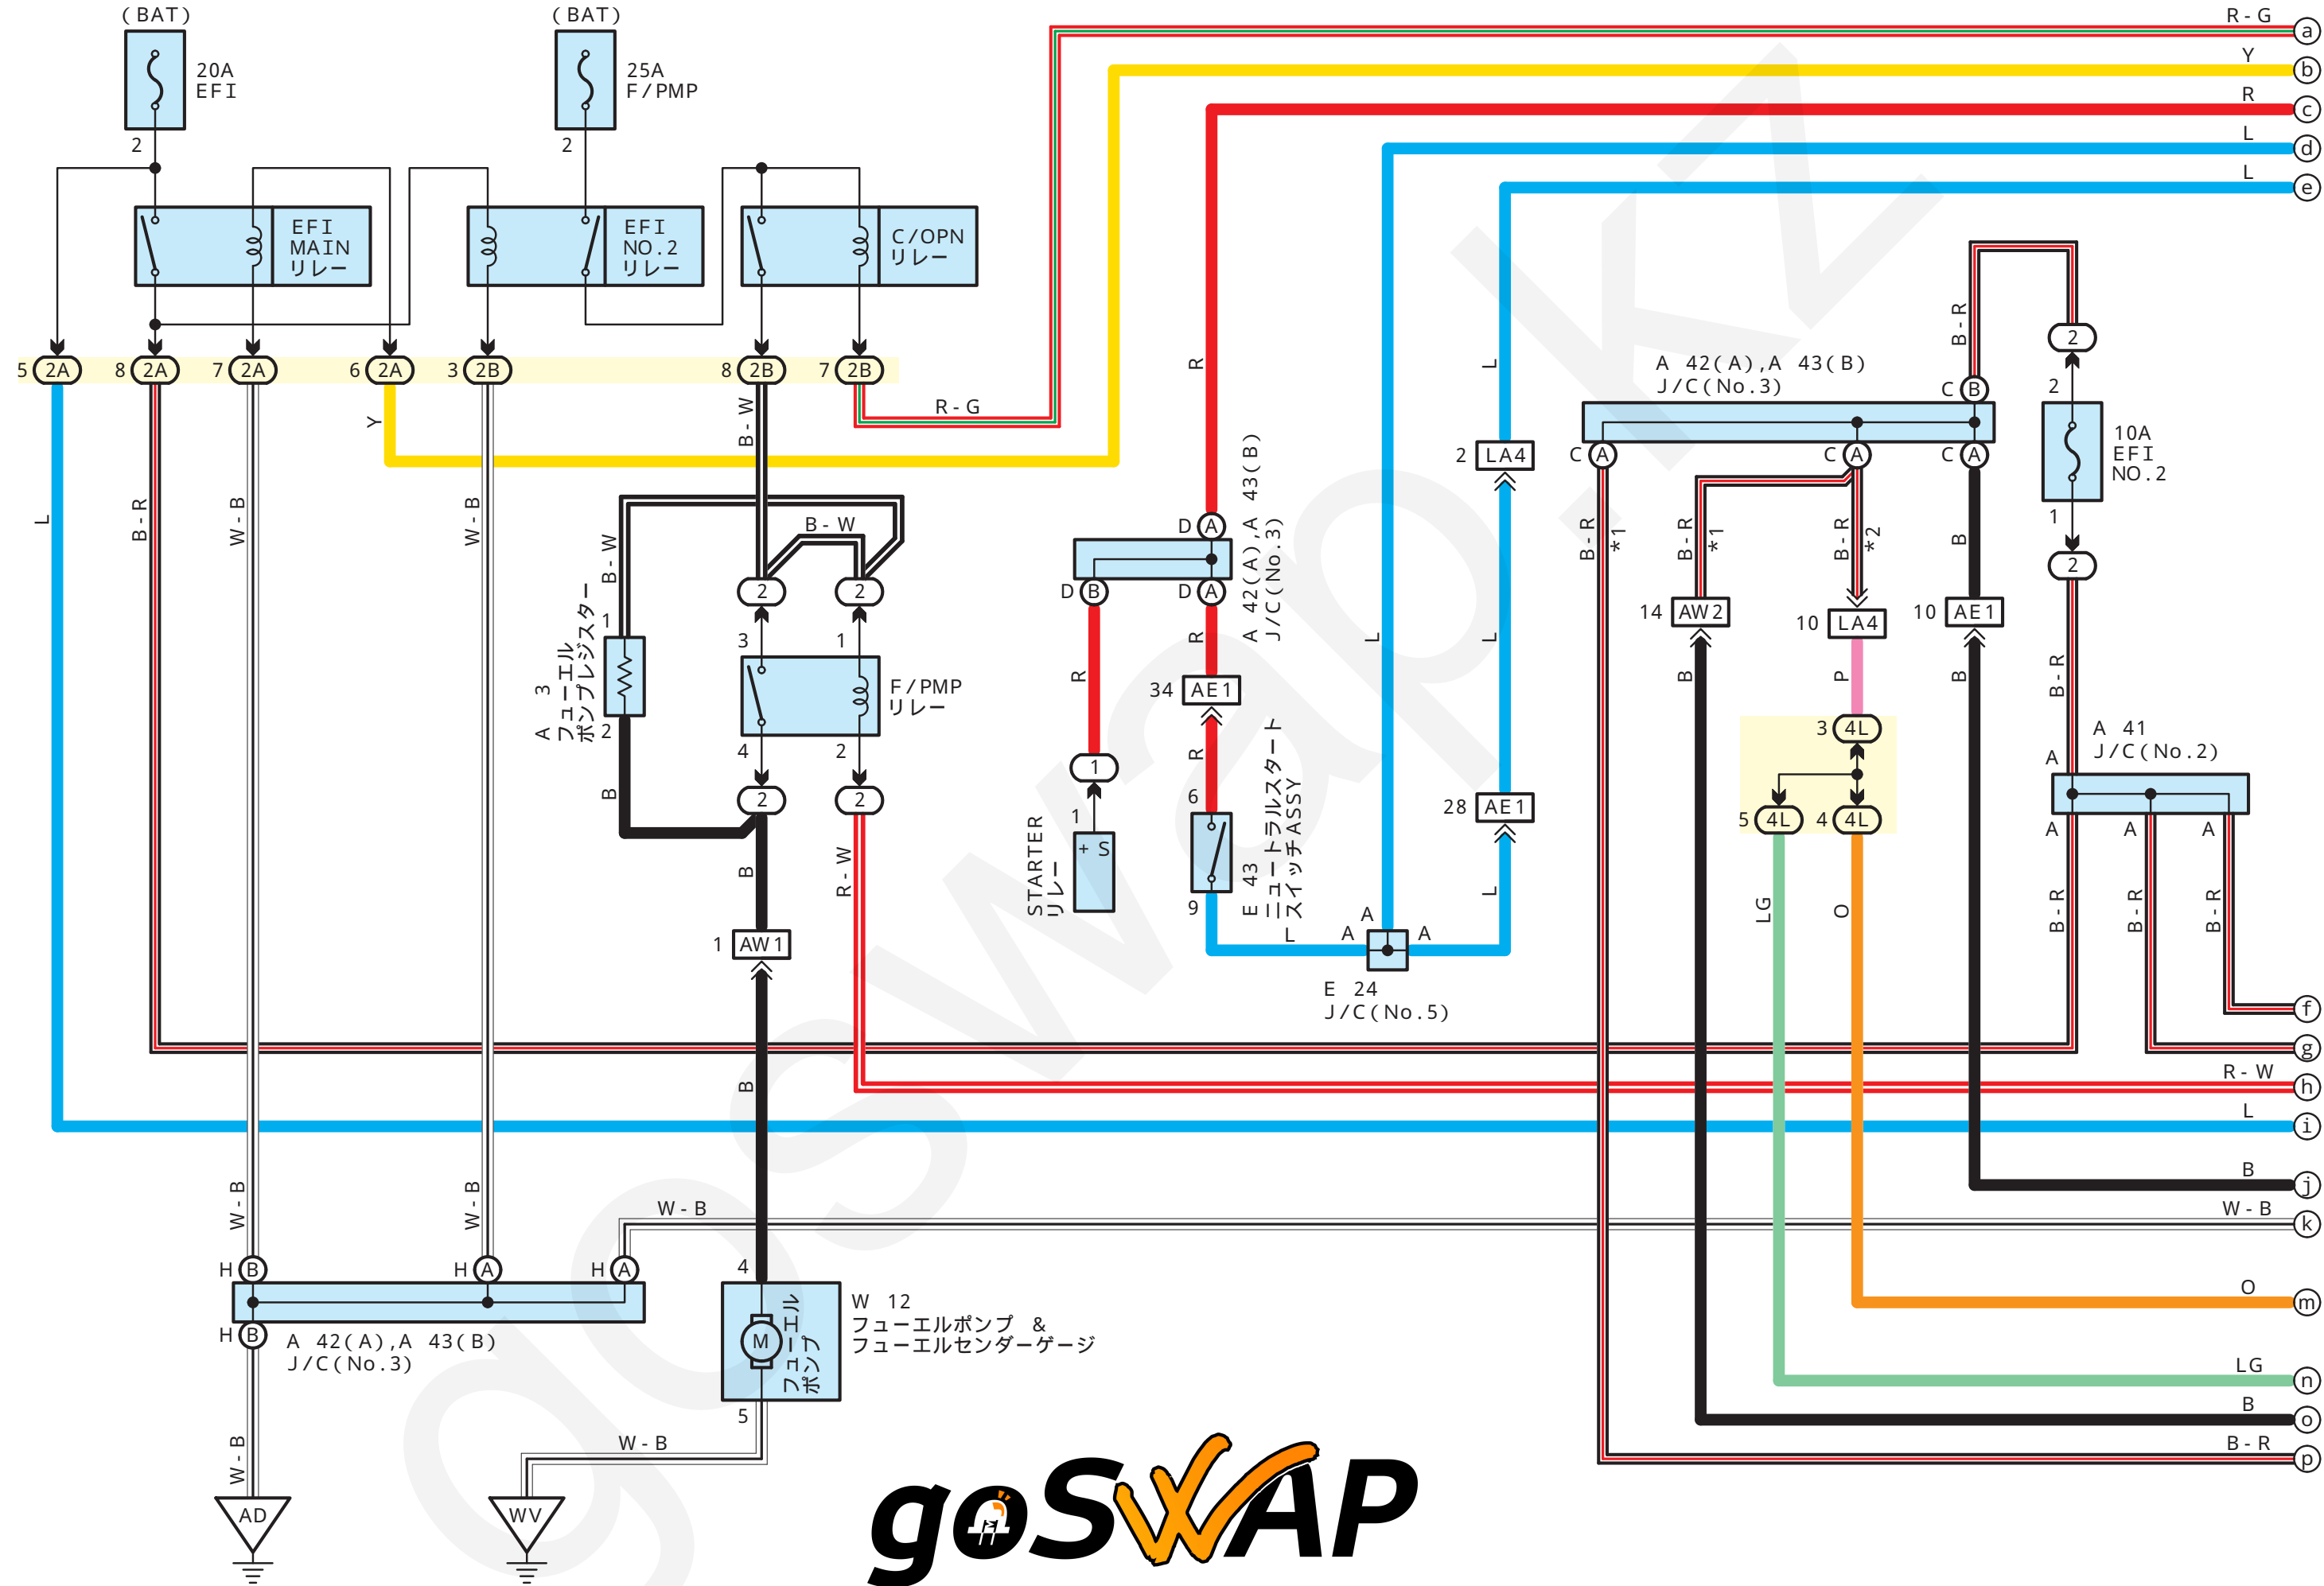 (BAT)
20A
EFI
2
(BAT)
25A
F/PMP
2
R-G
a
Y
b
R
c
L
d
L
e
EFI
MAIN
リレー
EFI
NO.2
リレー
C/OPN
リレー
5 2A
8 2A
7 2A
6 2A
3 2B
8 2B
7 2B
R-G
L
B-R
W-B
Y
W-B
B-W
B-W
B-W
2
2
3
1
F/PMP
リレー
4
2
2
2
A 3
フューエル
ポンプレジスター
1
2
B
B
R-W
1 AW1
B
R
D A
A 42(A),A 43(B)
J/C(No.3)
D B
D A
R
R
34 AE1
R
1
1
+ S
STARTER
リレー
6
9
E 43
ニュートラルスタート
スイッチASSY
L
L
L
2 LA4
L
28 AE1
L
A
A
A
E 24
J/C(No.5)
A 42(A),A 43(B)
J/C(No.3)
B-R
C B
C A
C A
C A
2
2
10A
EFI
NO.2
1
2
B-R
*1
B-R
*1
B-R
*2
B
14 AW2
10 LA4
10 AE1
B
P
B
B-R
3 4L
5 4L
4 4L
LG
O
A 41
J/C(No.2)
A
A
A
A
B-R
B-R
B-R
f
g
R-W
h
L
i
B
j
W-B
k
O
m
LG
n
B
o
B-R
p
W-B
W-B
W-B
H B
H A
H A
H B
A 42(A),A 43(B)
J/C(No.3)
W-B
AD
4
M
フューエル
ポンプ
5
W 12
フューエルポンプ &
フューエルセンダーゲージ
W-B
WV
goSWAP
goswap.kz